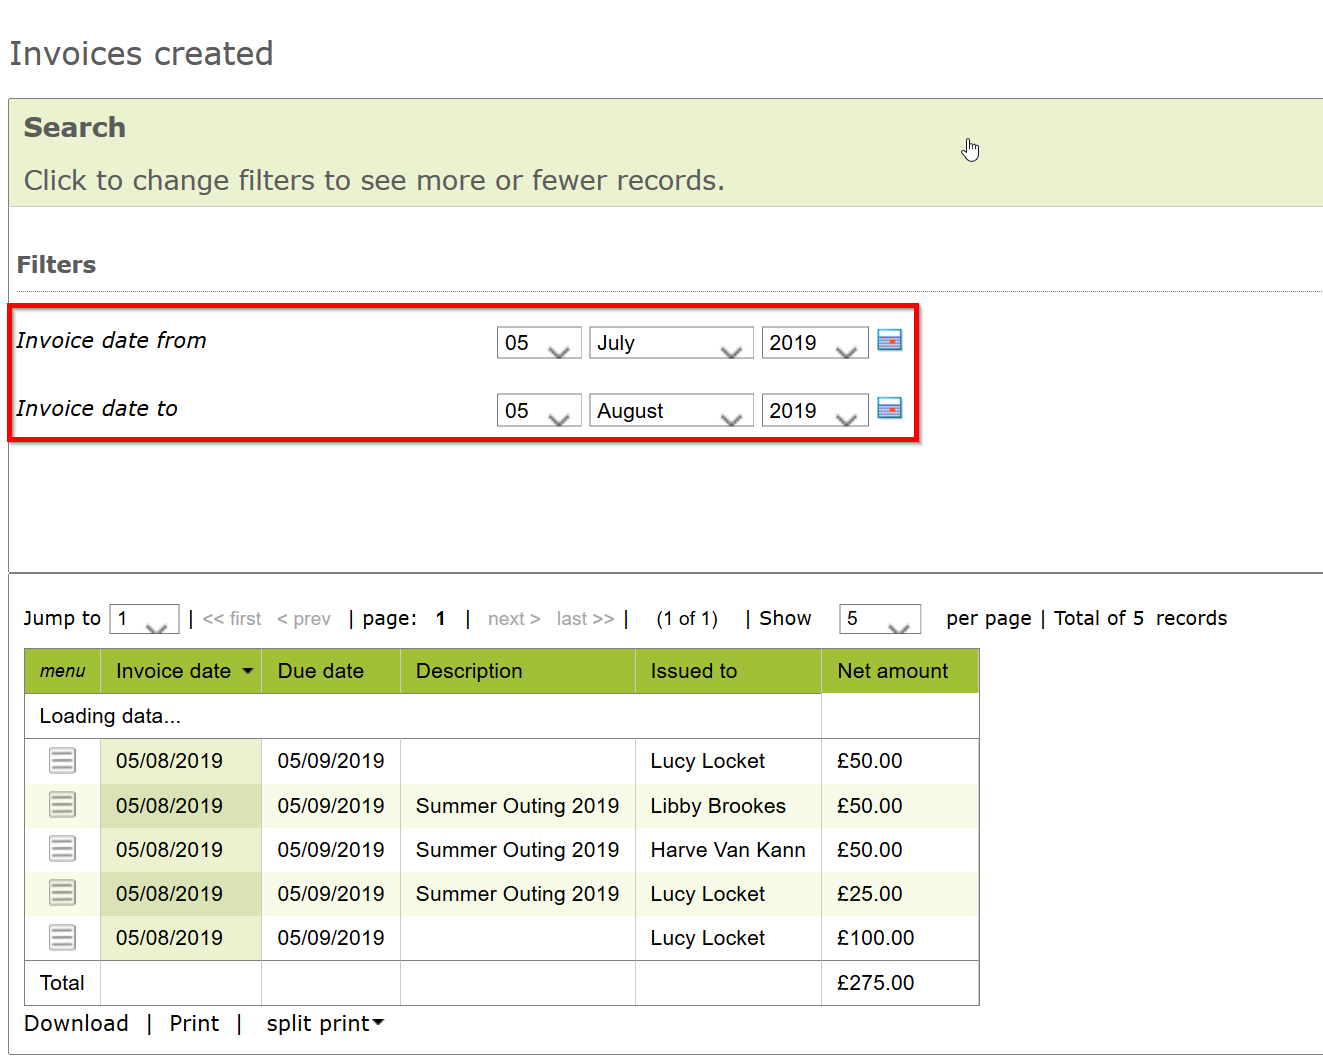 Invoices created
Search
Click to change filters to see more or fewer records.
Filters
Invoice date from 05 July 2019
Invoice date to 05 August 2019
Jump to 1 | << first < prev | page: 1 | next > last >> | (1 of 1) | Show 5 per page | Total of 5 records
menu Invoice date Due date Description Issued to Net amount
Loading data...
05/08/2019 05/09/2019 Lucy Locket £50.00
05/08/2019 05/09/2019 Summer Outing 2019 Libby Brookes £50.00
05/08/2019 05/09/2019 Summer Outing 2019 Harve Van Kann £50.00
05/08/2019 05/09/2019 Summer Outing 2019 Lucy Locket £25.00
05/08/2019 05/09/2019 Lucy Locket £100.00
Total £275.00
Download | Print | split print